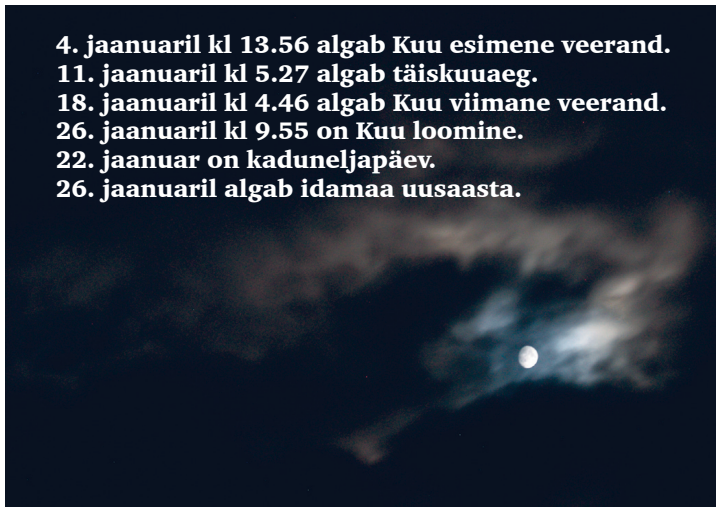 4. jaanuaril kl 13.56 algab Kuu esimene veerand.
11. jaanuaril kl 5.27 algab täiskuuaeg.
18. jaanuaril kl 4.46 algab Kuu viimane veerand.
26. jaanuaril kl 9.55 on Kuu loomine.
22. jaanuar on kaduneljapäev.
26. jaanuaril algab idamaa uusaasta.